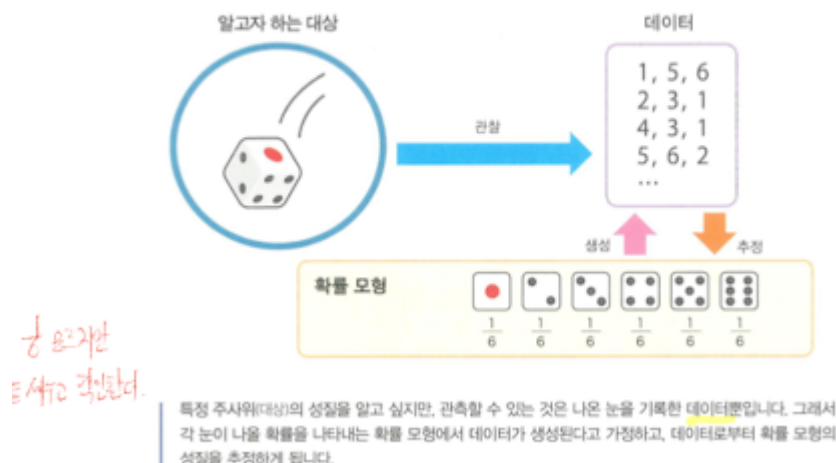 알고자 하는 대상
데이터
1, 5, 6
2, 3, 1
4, 3, 1
5, 6, 2
...
관찰
생성
추정
확률 모형
1/6 1/6 1/6 1/6 1/6 1/6
특정 주사위(대상)의 성질을 알고 싶지만, 관측할 수 있는 것은 나온 눈을 기록한 데이터뿐입니다. 그래서
각 눈이 나올 확률을 나타내는 확률 모형에서 데이터가 생성된다고 가정하고, 데이터로부터 확률 모형의
성질을 추정하게 됩니다.